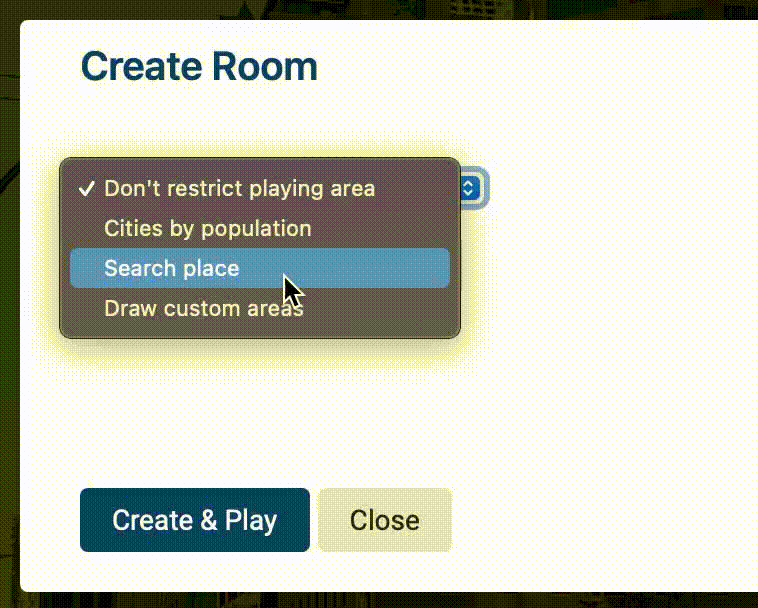 Create Room
✓ Don't restrict playing area
Cities by population
Search place
Draw custom areas
Create & Play
Close